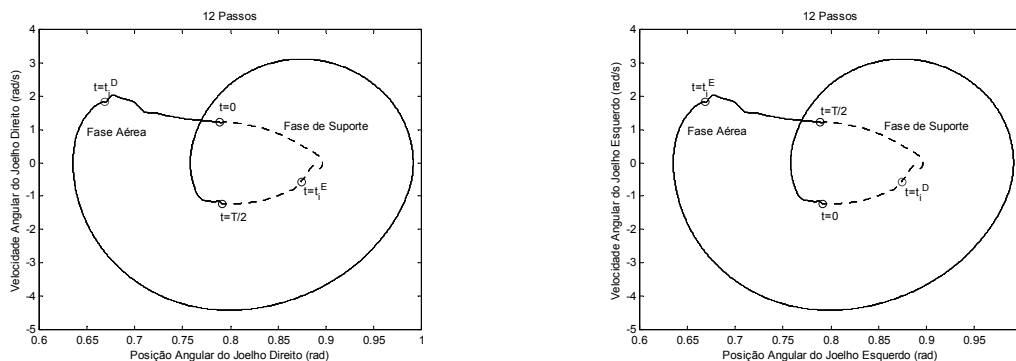 12 Passos
4
3
2
1
0
-1
-2
-3
-4
-5
0.6
0.65
0.7
0.75
0.8
0.85
0.9
0.95
1
Velocidade Angular do Joelho Direito (rad/s)
Posição Angular do Joelho Direito (rad)
t=t_i^D
t=0
Fase Aérea
Fase de Suporte
t=t_i^E
t=T/2
12 Passos
4
3
2
1
0
-1
-2
-3
-4
-5
0.6
0.65
0.7
0.75
0.8
0.85
0.9
0.95
Velocidade Angular do Joelho Esquerdo (rad/s)
Posição Angular do Joelho Esquerdo (rad)
t=t_i^E
t=T/2
Fase Aérea
Fase de Suporte
t=t_i^D
t=0